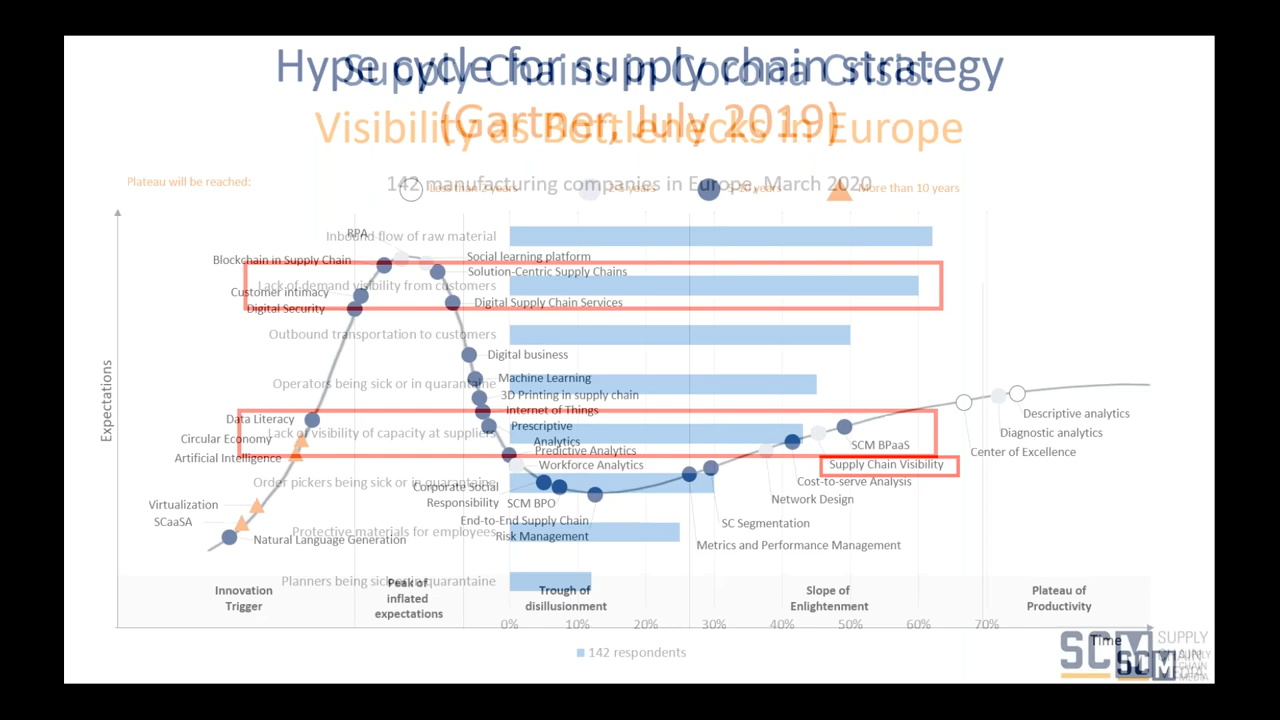 Hype cycle for supply chain strategy
(Gartner, July 2019)
Supply Chains in Corona Crisis:
Visibility as Bottlenecks in Europe
142 manufacturing companies in Europe, March 2020
Plateau will be reached:
Less than 2 years
2-5 years
5-10 years
More than 10 years
RPA
Inbound flow of raw material
Blockchain in Supply Chain
Social learning platform
Solution-Centric Supply Chains
Lack of demand visibility from customers
Customer intimacy
Digital Security
Digital Supply Chain Services
Outbound transportation to customers
Digital business
Operators being sick or in quarantaine
Machine Learning
3D Printing in supply chain
Internet of Things
Data Literacy
Prescriptive
Analytics
Lack of visibility of capacity at suppliers
Circular Economy
Artificial Intelligence
Predictive Analytics
Workforce Analytics
Order pickers being sick or in quarantaine
Corporate Social
Responsibility
SCM BPO
Virtualization
SCaaSA
Natural Language Generation
End-to-End Supply Chain
Risk Management
Protective materials for employees
Planners being sick or in quarantaine
Descriptive analytics
Diagnostic analytics
Center of Excellence
SCM BPaaS
Supply Chain Visibility
Cost-to-serve Analysis
Network Design
SC Segmentation
Metrics and Performance Management
Expectations
Innovation
Trigger
Peak of
inflated
expectations
Trough of
disillusionment
Slope of
Enlightenment
Plateau of
Productivity
0% 10% 20% 30% 40% 50% 60% 70%
Time
142 respondents
SCM
SUPPLY
CHAIN
MEDIA